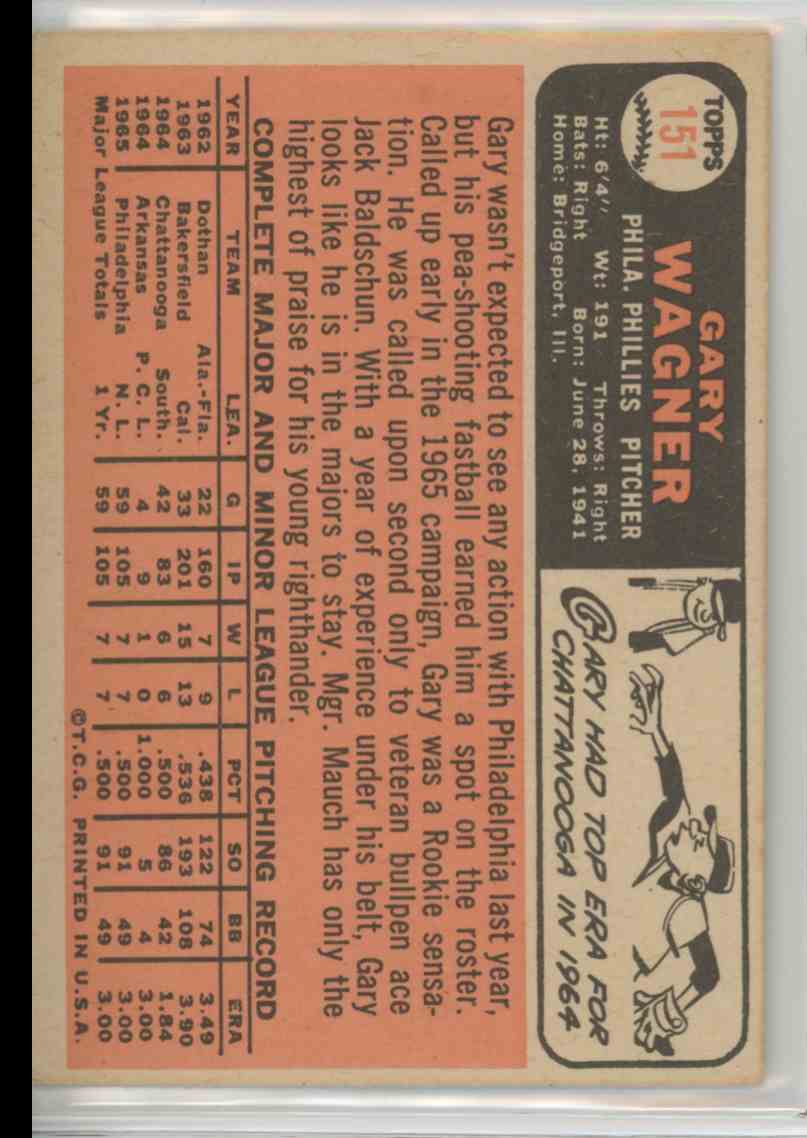 TOPPS
151
GARY
WAGNER
PHILA. PHILLIES PITCHER
Ht: 6'4" Wt: 191 Throws: Right
Bats: Right Born: June 28, 1941
Home: Bridgeport, Ill.
GARY HAD TOP ERA FOR
CHATTANOOGA IN 1964
Gary wasn't expected to see any action with Philadelphia last year,
but his pea-shooting fastball earned him a spot on the roster.
Called up early in the 1965 campaign, Gary was a Rookie sensa-
tion. He was called upon second only to veteran bullpen ace
Jack Baldschun. With a year of experience under his belt, Gary
looks like he is in the majors to stay. Mgr. Mauch has only the
highest of praise for his young righthander.
COMPLETE MAJOR AND MINOR LEAGUE PITCHING RECORD
YEAR TEAM LEA. G IP W L PCT SO BB ERA
1962 Dothan Ala.-Fla. 22 160 7 9 .438 122 74 3.49
1963 Bakersfield Cal. 33 201 15 13 .536 193 108 3.90
1964 Chattanooga South. 42 83 6 6 .500 86 42 1.84
1964 Arkansas P. C. L. 4 9 1 0 1.000 5 4 3.00
1965 Philadelphia N. L. 59 105 7 7 .500 91 49 3.00
Major League Totals 1 Yr. 59 105 7 7 .500 91 49 3.00
©T.C.G. PRINTED IN U.S.A.